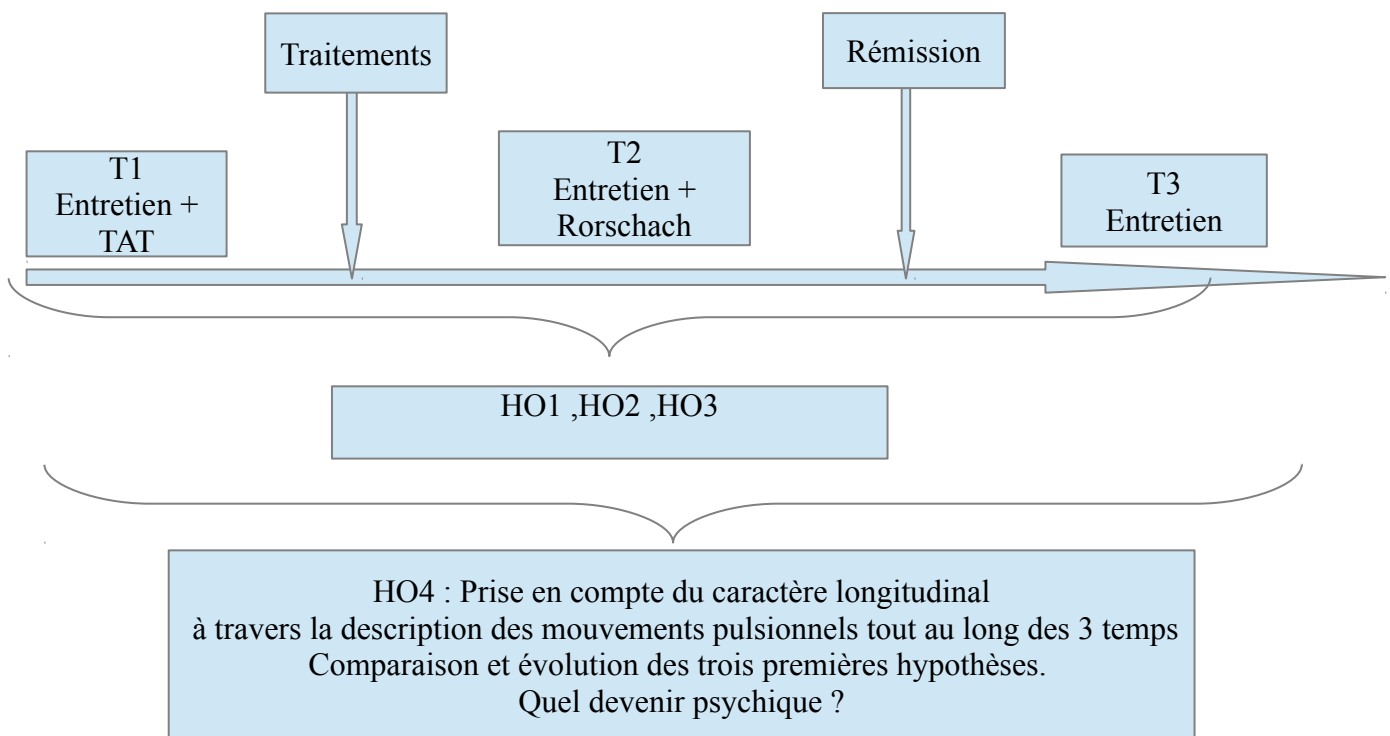 Traitements
Rémission
T1
Entretien +
TAT
T2
Entretien +
Rorschach
T3
Entretien
HO1 ,HO2 ,HO3
HO4 : Prise en compte du caractère longitudinal
à travers la description des mouvements pulsionnels tout au long des 3 temps
Comparaison et évolution des trois premières hypothèses.
Quel devenir psychique ?